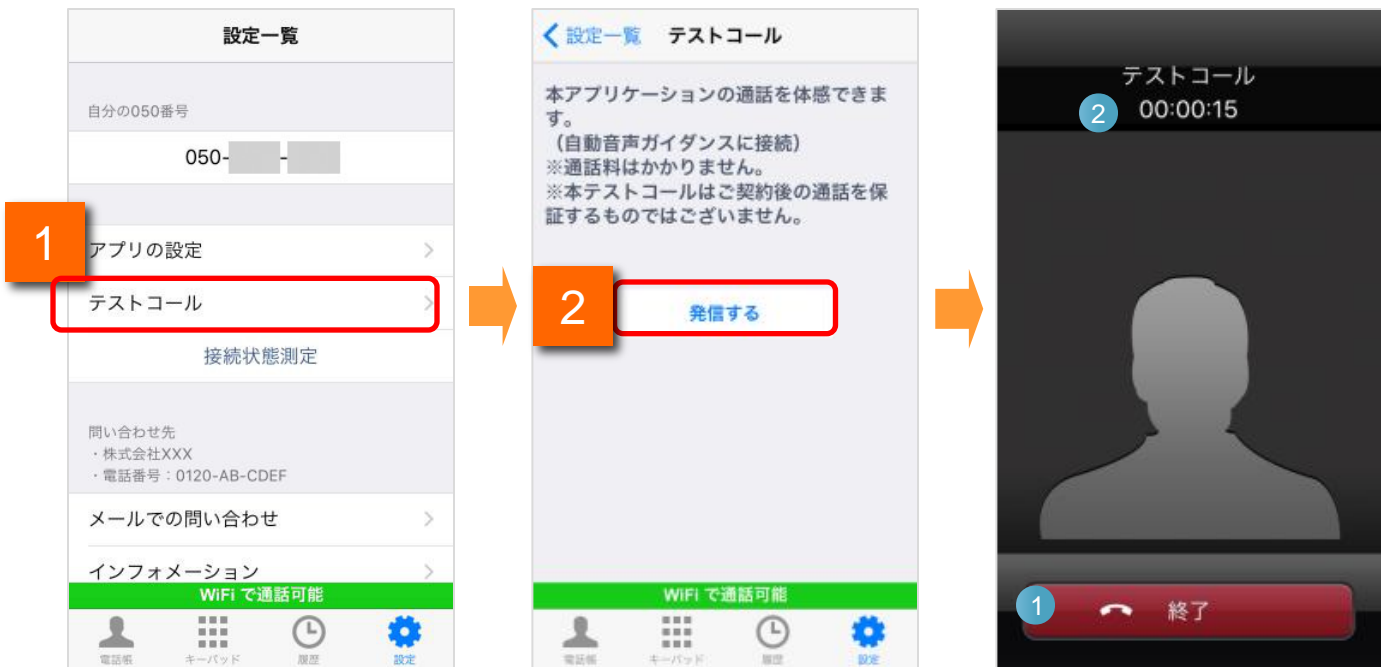 設定一覧
自分の050番号
050- -
1
アプリの設定
テストコール
接続状態測定
問い合わせ先
・株式会社XXX
・電話番号：0120-AB-CDEF
メールでの問い合わせ
インフォメーション
WiFi で通話可能
電話帳 キーパッド 履歴 設定
設定一覧 テストコール
本アプリケーションの通話を体感できま
す。
（自動音声ガイダンスに接続）
※通話料はかかりません。
※本テストコールはご契約後の通話を保
証するものではございません。
2
発信する
WiFi で通話可能
電話帳 キーパッド 履歴 設定
テストコール
2 00:00:15
1 終了